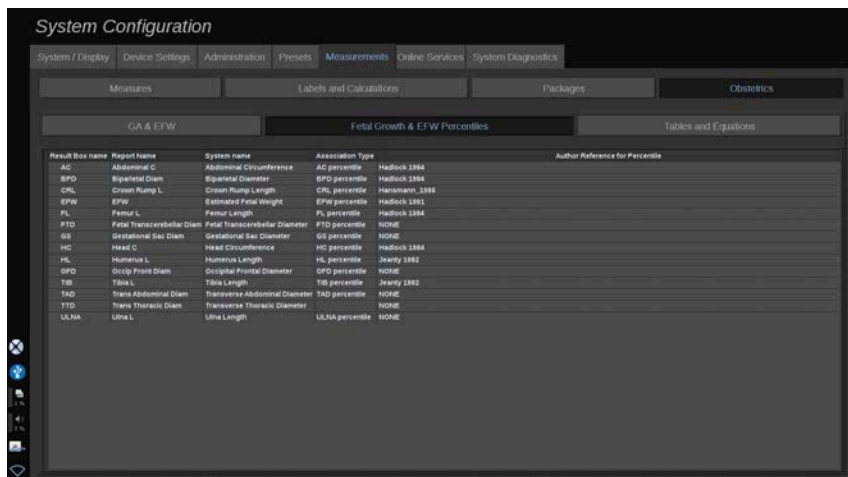 System Configuration
System / Display Device Settings Administration Presets Measurements Online Services System Diagnostics
Measures Labels and Calculations Packages Obstetrics
GA & EFW Fetal Growth & EFW Percentiles Tables and Equations
Result Box name Report Name System name Association Type Author Reference for Percentile
AC Abdominal C Abdominal Circumference AC percentile Hadlock 1984
BPD Biparietal Diam Biparietal Diameter BPD percentile Hadlock 1984
CRL Crown Rump L Crown Rump Length CRL percentile Hansmann_1986
EFW EFW Estimated Fetal Weight EFW percentile Hadlock 1991
FL Femur L Femur Length FL percentile Hadlock 1984
FTD Fetal Transcerebellar Diam Fetal Transcerebellar Diameter FTD percentile NONE
GS Gestational Sac Diam Gestational Sac Diameter GS percentile NONE
HC Head C Head Circumference HC percentile Hadlock 1984
HL Humerus L Humerus Length HL percentile Jeanty 1982
OFD Occip Front Diam Occipital Frontal Diameter OFD percentile NONE
TIB Tibia L Tibia Length TIB percentile Jeanty 1982
TAD Trans Abdominal Diam Transverse Abdominal Diameter TAD percentile NONE
TTD Trans Thoracic Diam Transverse Thoracic Diameter NONE
ULNA Ulna L Ulna Length ULNA percentile NONE